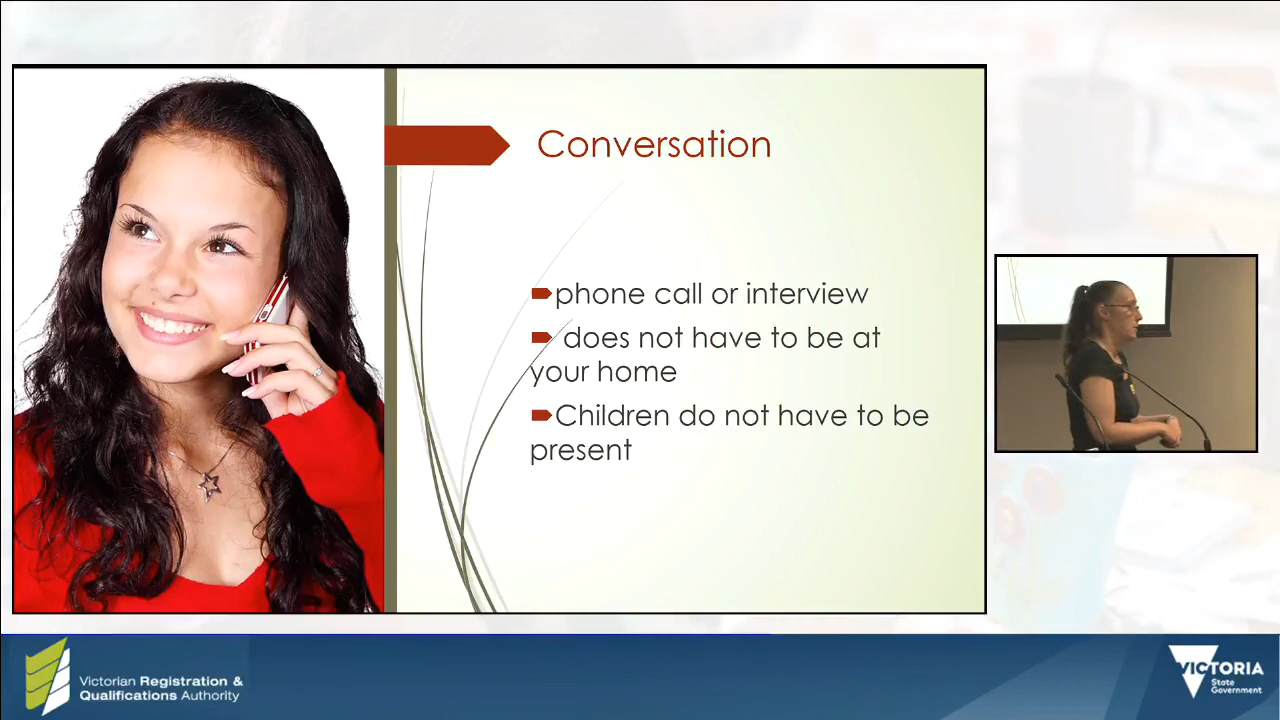 Conversation
phone call or interview
does not have to be at
your home
Children do not have to be
present
Victorian Registration &
Qualifications Authority
VICTORIA
State
Government